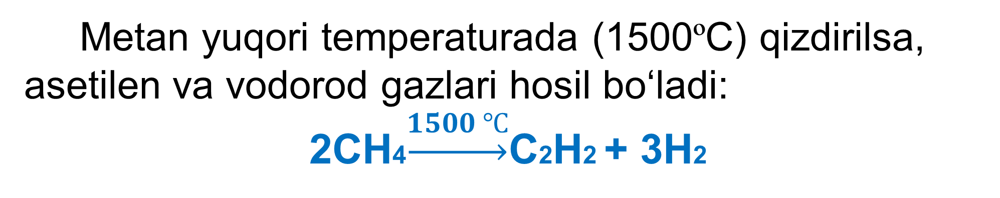 Metan yuqori temperaturada (1500ºC) qizdirilsa,
asetilen va vodorod gazlari hosil bo‘ladi:
1500 ℃
2CH₄ ⟶ C₂H₂ + 3H₂